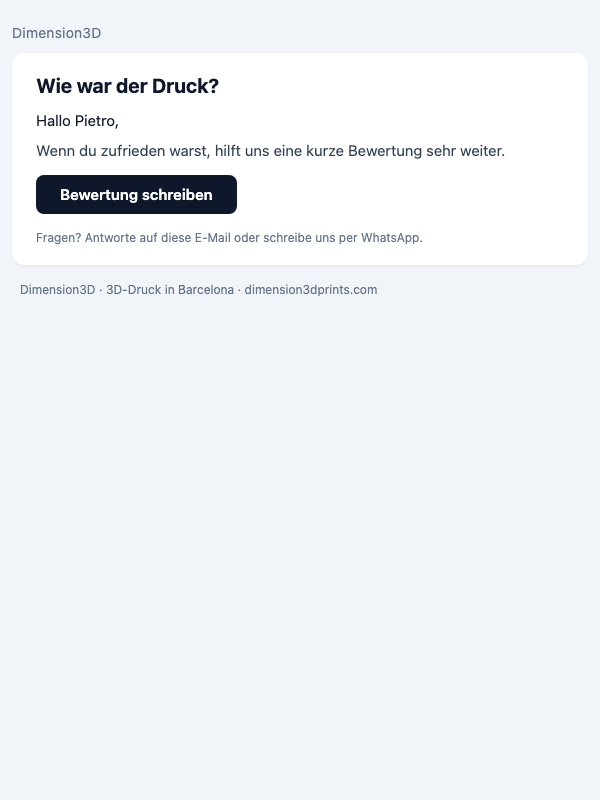 Dimension3D
Wie war der Druck?
Hallo Pietro,
Wenn du zufrieden warst, hilft uns eine kurze Bewertung sehr weiter.
Bewertung schreiben
Fragen? Antworte auf diese E-Mail oder schreibe uns per WhatsApp.
Dimension3D · 3D-Druck in Barcelona · dimension3dprints.com